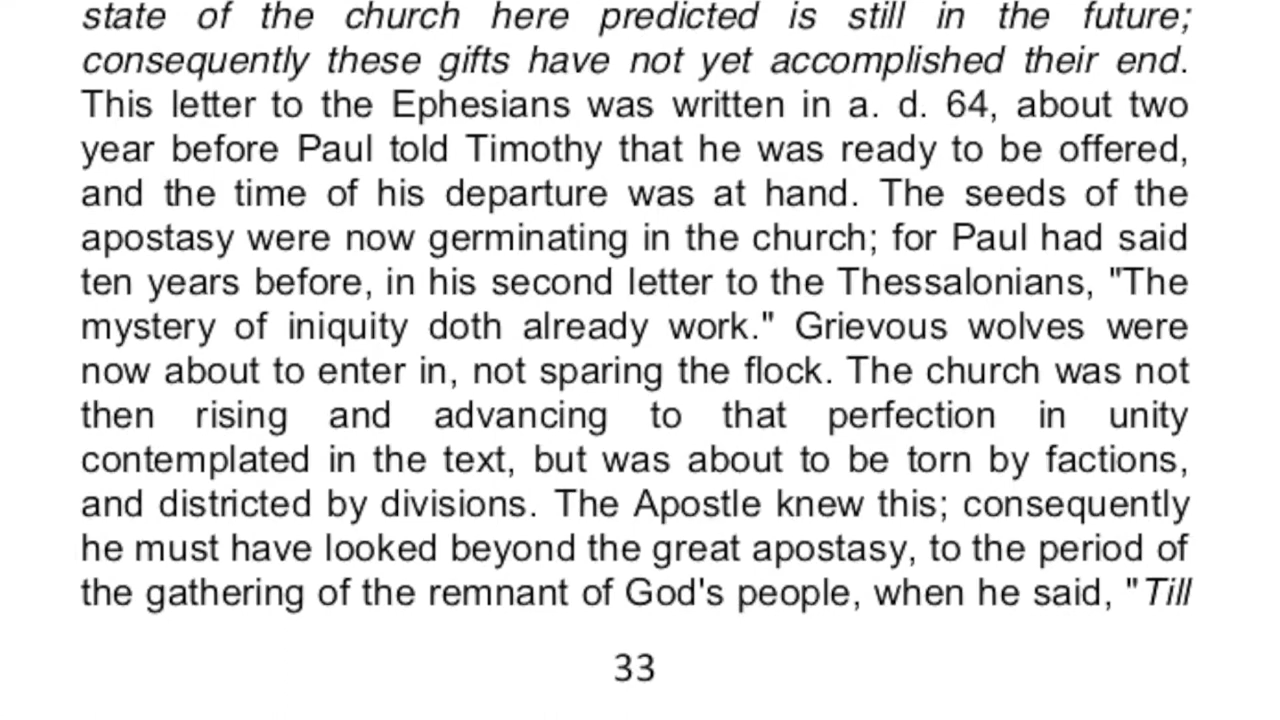 state of the church here predicted is still in the future;
consequently these gifts have not yet accomplished their end.
This letter to the Ephesians was written in a. d. 64, about two
year before Paul told Timothy that he was ready to be offered,
and the time of his departure was at hand. The seeds of the
apostasy were now germinating in the church; for Paul had said
ten years before, in his second letter to the Thessalonians, "The
mystery of iniquity doth already work." Grievous wolves were
now about to enter in, not sparing the flock. The church was not
then rising and advancing to that perfection in unity
contemplated in the text, but was about to be torn by factions,
and districted by divisions. The Apostle knew this; consequently
he must have looked beyond the great apostasy, to the period of
the gathering of the remnant of God's people, when he said, "Till
33